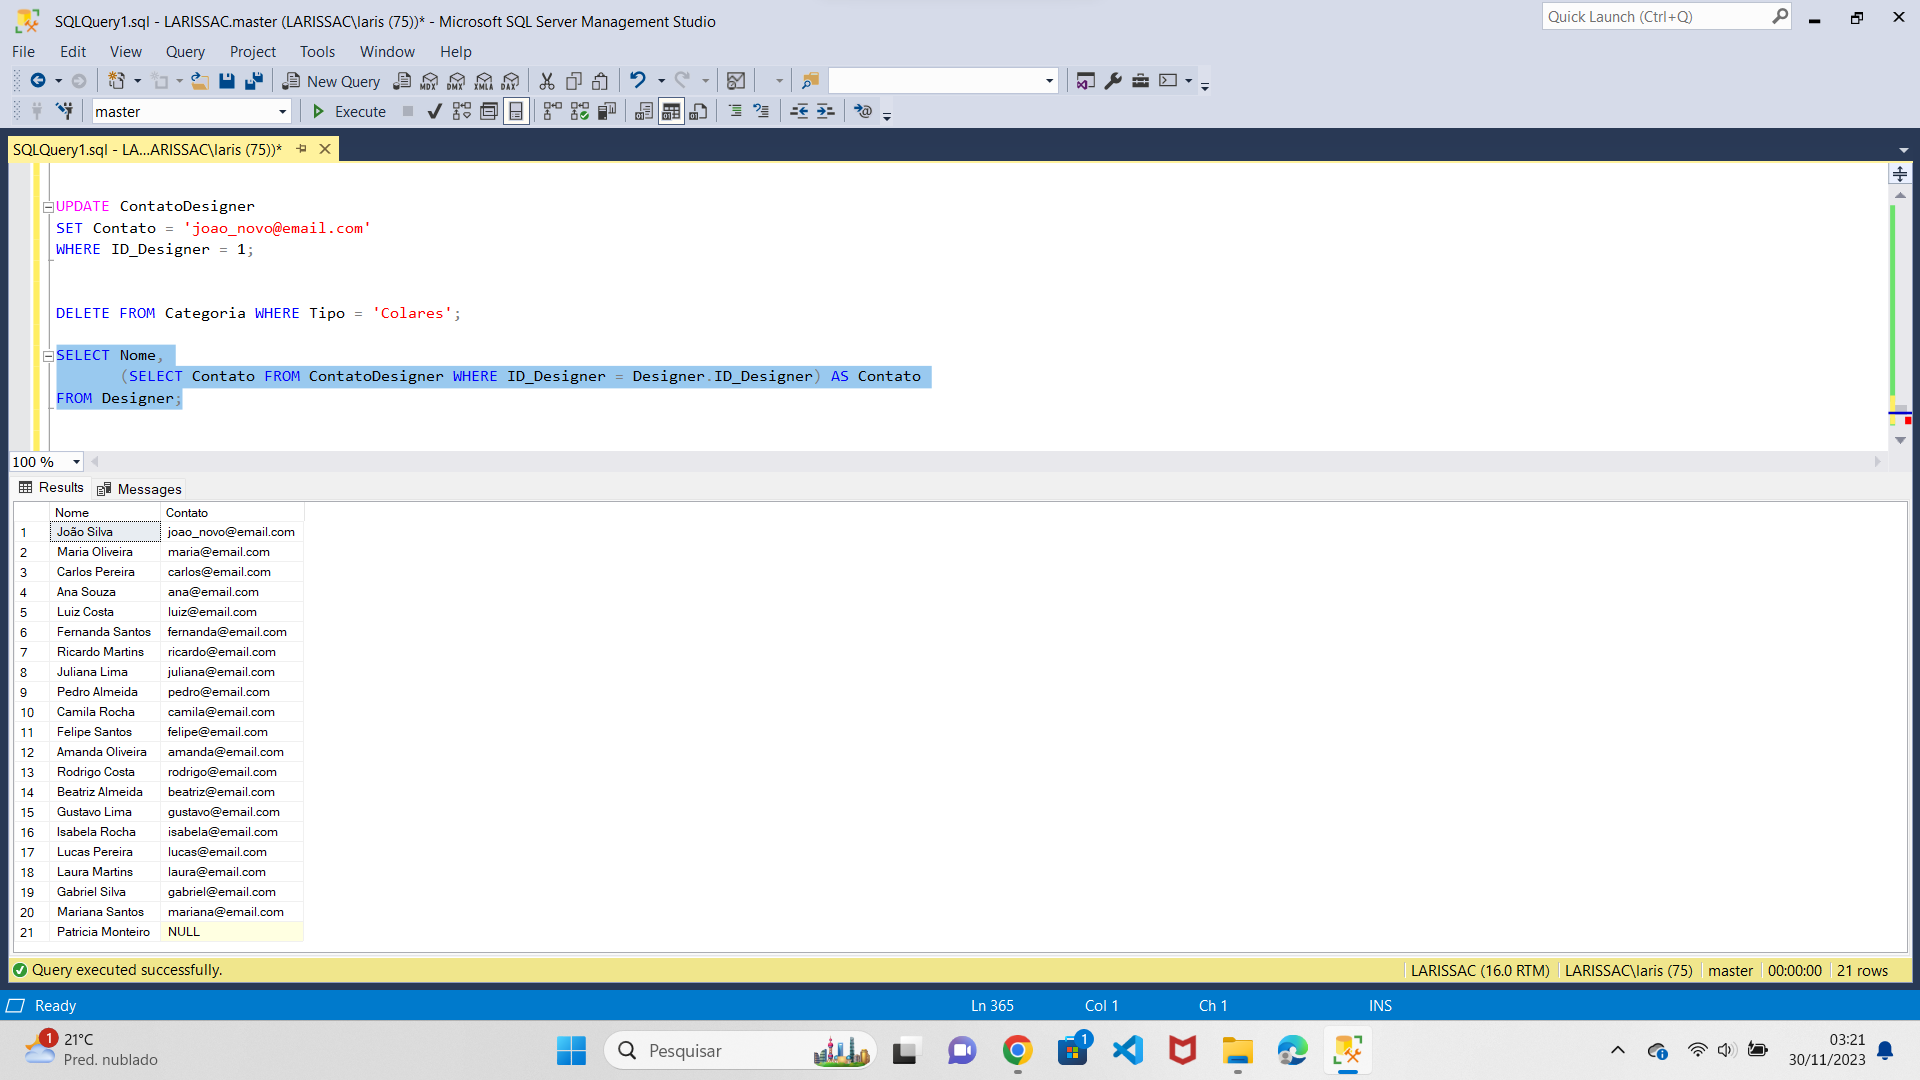 SQLQuery1.sql - LARISSAC.master (LARISSAC\laris (75))* - Microsoft SQL Server Management Studio
Quick Launch (Ctrl+Q)
File Edit View Query Project Tools Window Help
New Query MDX DMX XMLA DAX
master Execute
SQLQuery1.sql - LA...ARISSAC\laris (75))*
UPDATE ContatoDesigner
SET Contato = 'joao_novo@email.com'
WHERE ID_Designer = 1;
DELETE FROM Categoria WHERE Tipo = 'Colares';
SELECT Nome,
(SELECT Contato FROM ContatoDesigner WHERE ID_Designer = Designer.ID_Designer) AS Contato
FROM Designer;
100 %
Results Messages
Nome Contato
1 João Silva joao_novo@email.com
2 Maria Oliveira maria@email.com
3 Carlos Pereira carlos@email.com
4 Ana Souza ana@email.com
5 Luiz Costa luiz@email.com
6 Fernanda Santos fernanda@email.com
7 Ricardo Martins ricardo@email.com
8 Juliana Lima juliana@email.com
9 Pedro Almeida pedro@email.com
10 Camila Rocha camila@email.com
11 Felipe Santos felipe@email.com
12 Amanda Oliveira amanda@email.com
13 Rodrigo Costa rodrigo@email.com
14 Beatriz Almeida beatriz@email.com
15 Gustavo Lima gustavo@email.com
16 Isabela Rocha isabela@email.com
17 Lucas Pereira lucas@email.com
18 Laura Martins laura@email.com
19 Gabriel Silva gabriel@email.com
20 Mariana Santos mariana@email.com
21 Patricia Monteiro NULL
Query executed successfully. LARISSAC (16.0 RTM) LARISSAC\laris (75) master 00:00:00 21 rows
Ready Ln 365 Col 1 Ch 1 INS
1 21°C
Pred. nublado
Pesquisar
1
03:21
30/11/2023